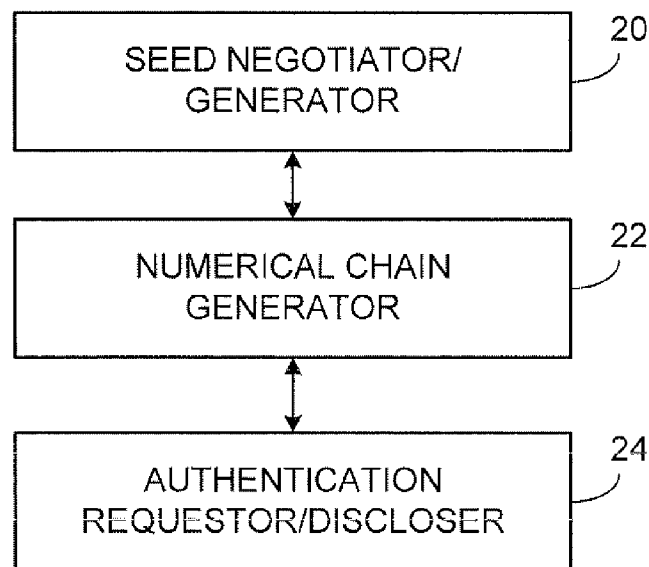 20
SEED NEGOTIATOR/
GENERATOR
22
NUMERICAL CHAIN
GENERATOR
24
AUTHENTICATION
REQUESTOR/DISCLOSER